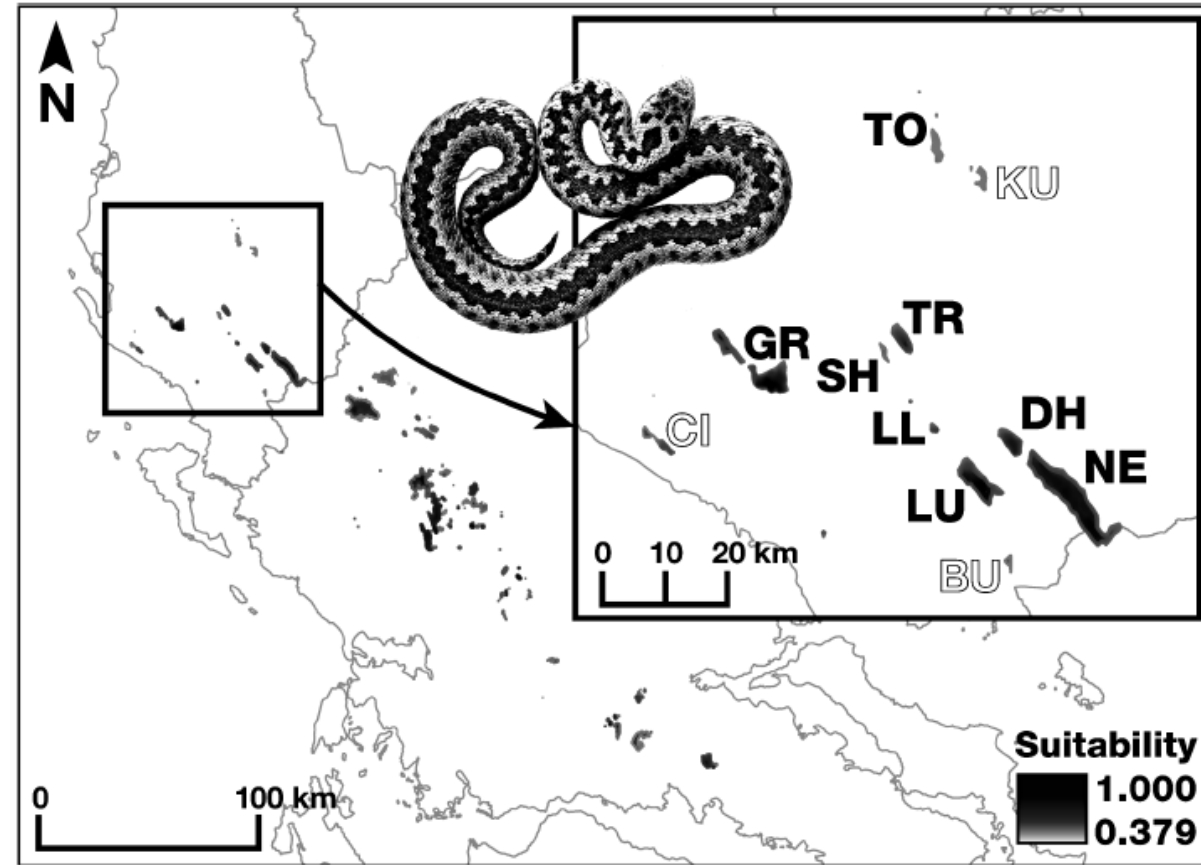 N
TO
KU
TR
GR
SH
CI
LL
DH
NE
LU
BU
0 10 20 km
0 100 km
Suitability
1.000
0.379